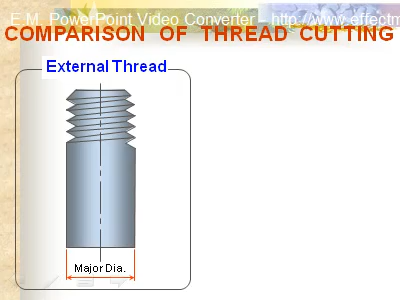 E.M. PowerPoint Video Converter - http://www.effectm
COMPARISON OF THREAD CUTTING
External Thread
Major Dia.